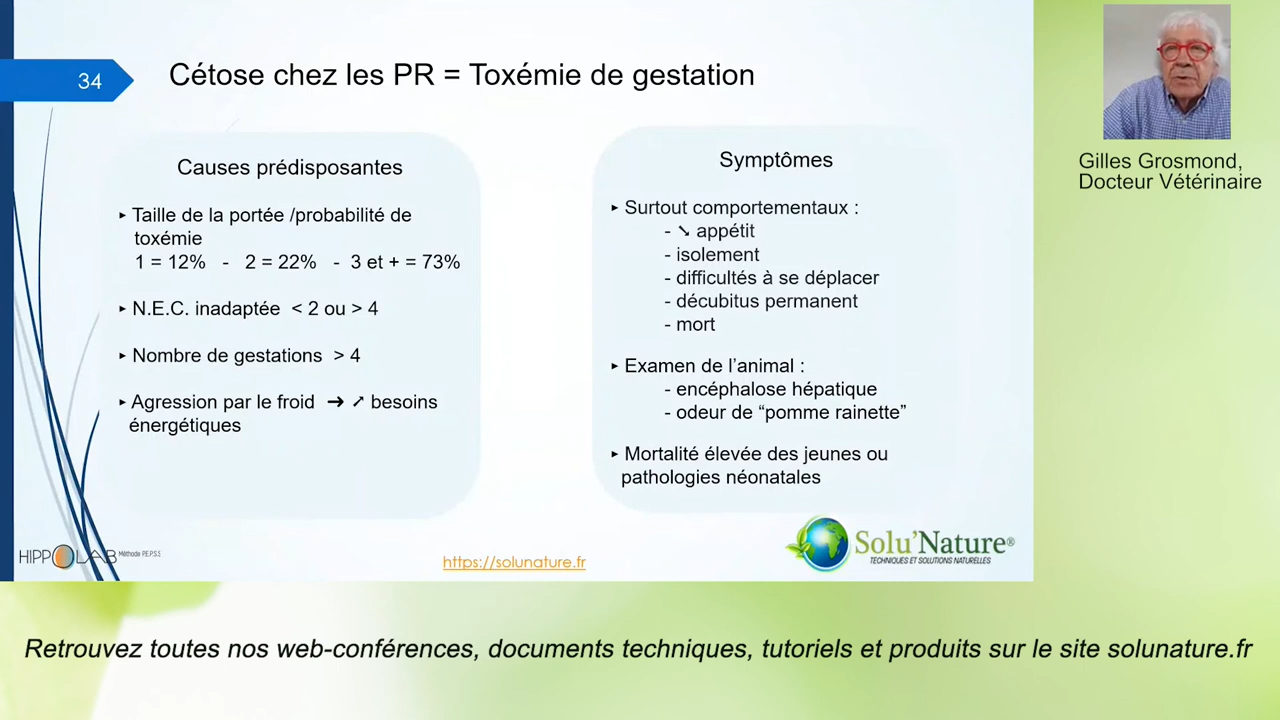 34
Cétose chez les PR = Toxémie de gestation
Causes prédisposantes
‣ Taille de la portée /probabilité de
toxémie
1 = 12% - 2 = 22% - 3 et + = 73%
‣ N.E.C. inadaptée < 2 ou > 4
‣ Nombre de gestations > 4
‣ Agression par le froid ➜ ➚ besoins
énergétiques
Symptômes
‣ Surtout comportementaux :
- ➘ appétit
- isolement
- difficultés à se déplacer
- décubitus permanent
- mort
‣ Examen de l’animal :
- encéphalose hépatique
- odeur de “pomme rainette”
‣ Mortalité élevée des jeunes ou
pathologies néonatales
HIPPOLAB Méthode P.E.P.S.S
https://solunature.fr
Solu’Nature®
TECHNIQUES ET SOLUTIONS NATURELLES
Gilles Grosmond,
Docteur Vétérinaire
Retrouvez toutes nos web-conférences, documents techniques, tutoriels et produits sur le site solunature.fr